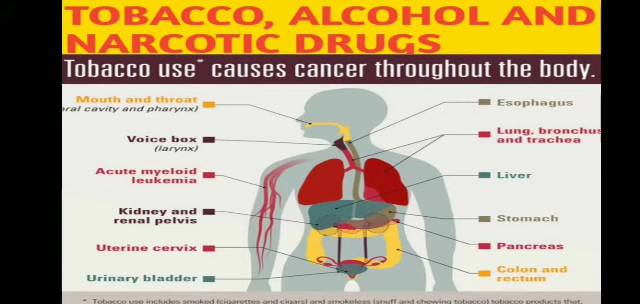 TOBACCO, ALCOHOL AND
NARCOTIC DRUGS
Tobacco use* causes cancer throughout the body.
Mouth and throat
oral cavity and pharynx)
Voice box
(larynx)
Acute myeloid
leukemia
Kidney and
renal pelvis
Uterine cervix
Urinary bladder
Esophagus
Lung, bronchus
and trachea
Liver
Stomach
Pancreas
Colon and
rectum
* Tobacco use includes smoked (cigarettes and cigars) and smokeless (snuff and chewing tobacco) tobacco products that,